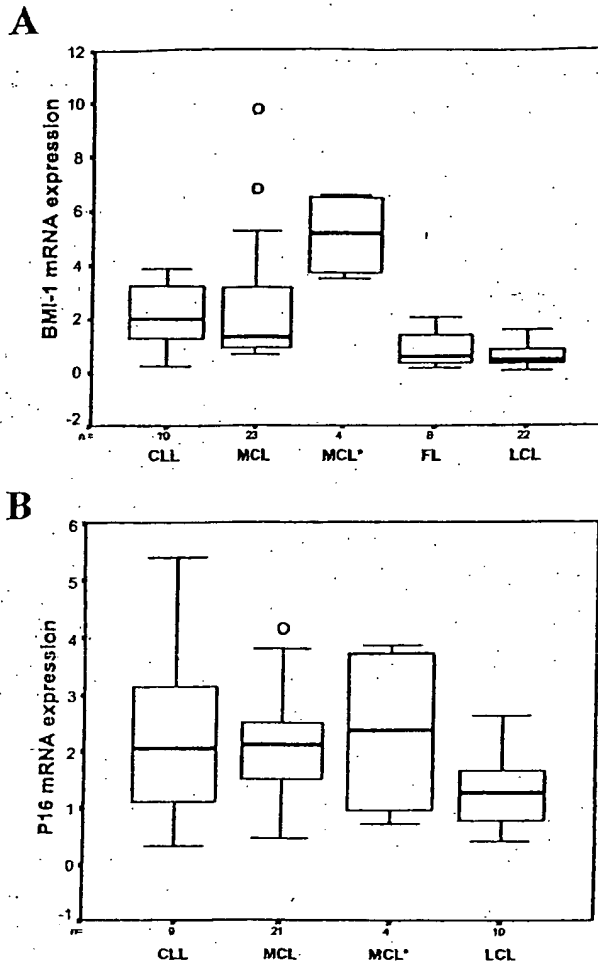 A
12
10
8
6
4
2
0
-2
BMI-1 mRNA expression
n= 10 23 4 8 22
CLL MCL MCL* FL LCL
B
6
5
4
3
2
1
0
-1
P16 mRNA expression
n= 9 21 4 10
CLL MCL MCL* LCL